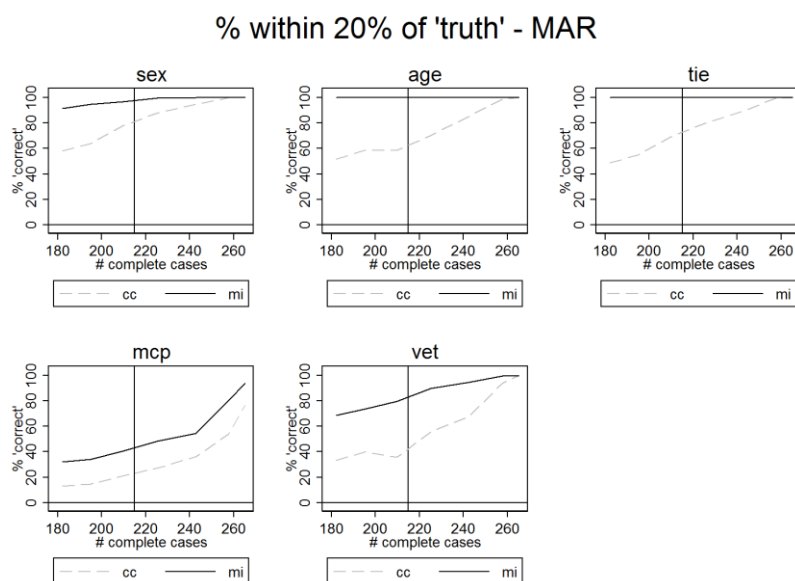 % within 20% of 'truth' - MAR
sex
% 'correct'
0 20 40 60 80 100
180 200 220 240 260
# complete cases
cc mi
age
% 'correct'
0 20 40 60 80 100
180 200 220 240 260
# complete cases
cc mi
tie
% 'correct'
0 20 40 60 80 100
180 200 220 240 260
# complete cases
cc mi
mcp
% 'correct'
0 20 40 60 80 100
180 200 220 240 260
# complete cases
cc mi
vet
% 'correct'
0 20 40 60 80 100
180 200 220 240 260
# complete cases
cc mi